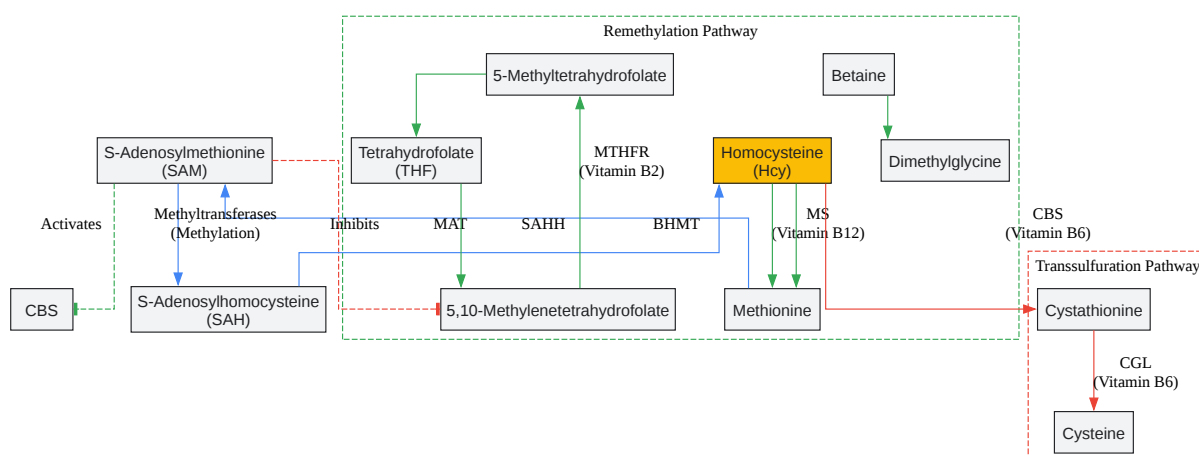 Remethylation Pathway
5-Methyltetrahydrofolate
Betaine
S-Adenosylmethionine
(SAM)
Tetrahydrofolate
(THF)
MTHFR
(Vitamin B2)
Homocysteine
(Hcy)
Dimethylglycine
Activates
Methyltransferases
(Methylation)
Inhibits
MAT
SAHH
BHMT
MS
(Vitamin B12)
CBS
(Vitamin B6)
Transsulfuration Pathway
CBS
S-Adenosylhomocysteine
(SAH)
5,10-Methylenetetrahydrofolate
Methionine
Cystathionine
CGL
(Vitamin B6)
Cysteine